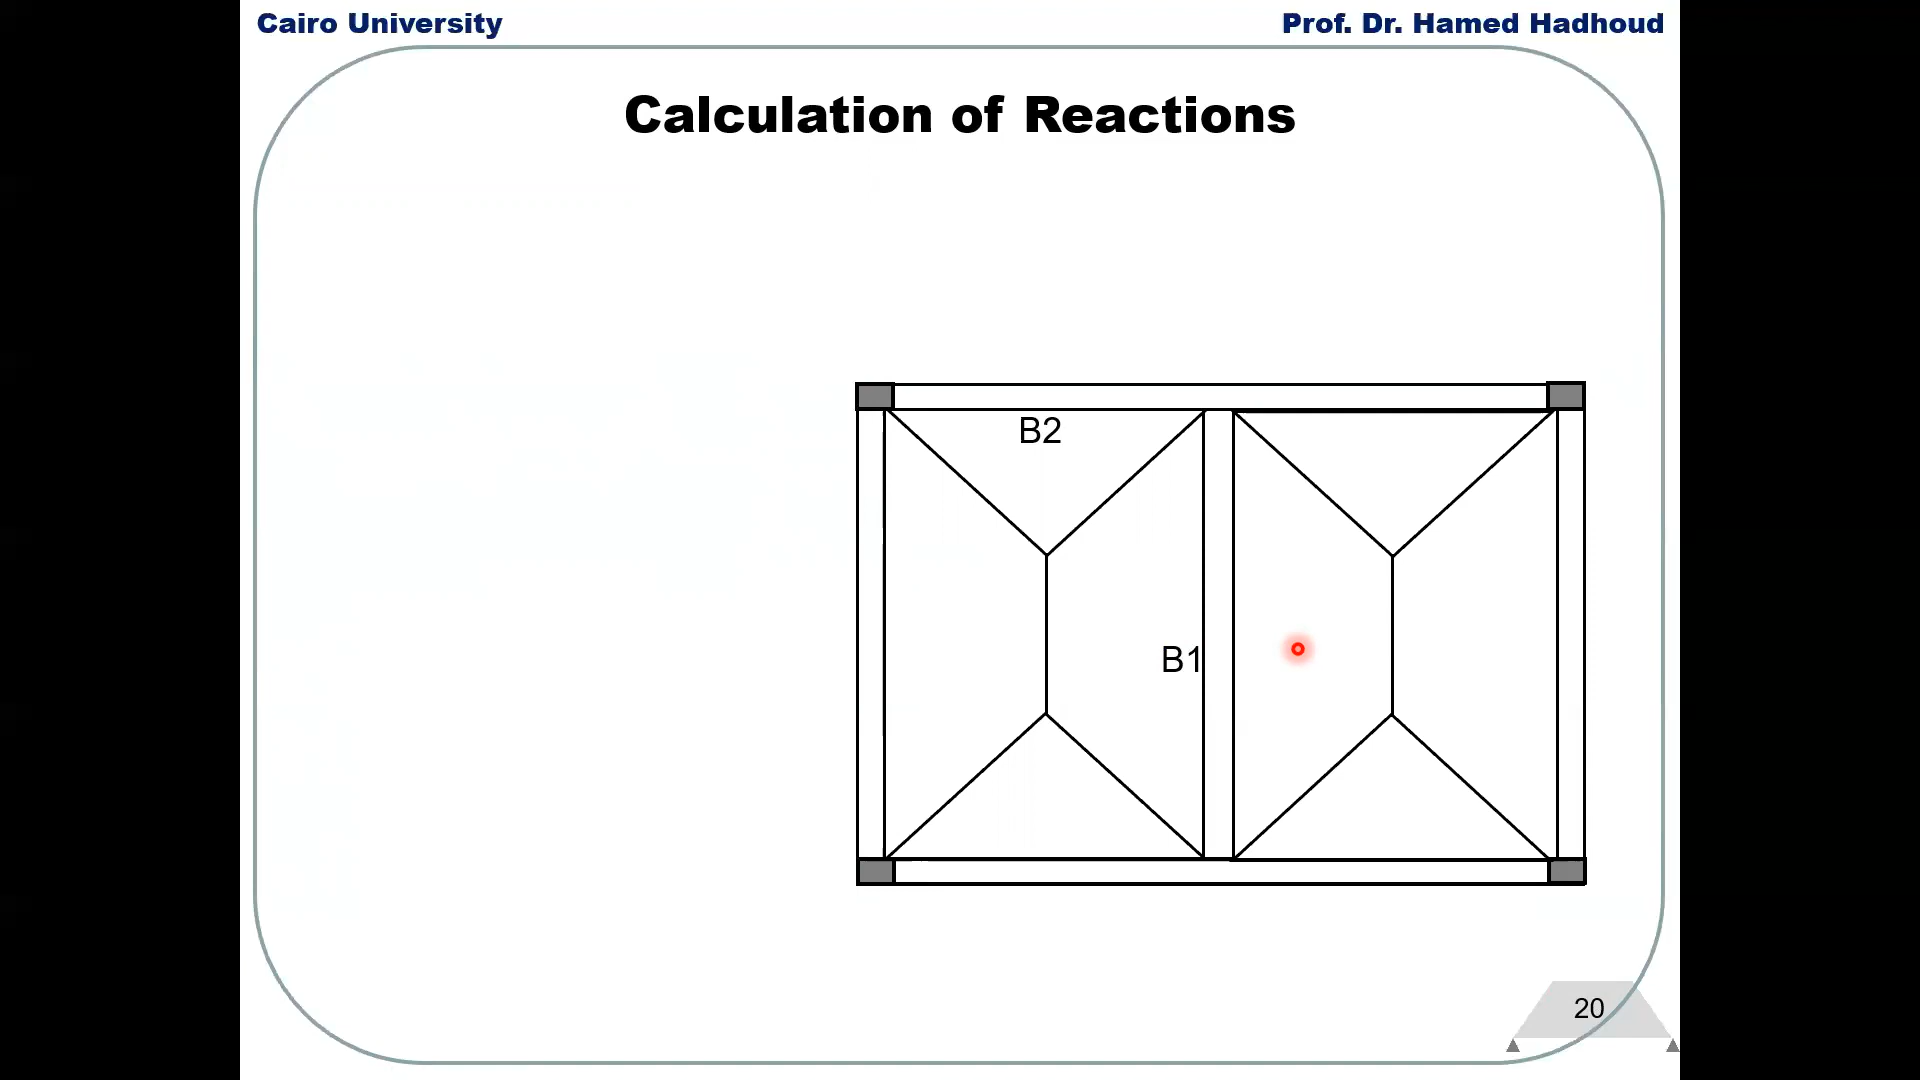 Cairo University
Prof. Dr. Hamed Hadhoud
Calculation of Reactions
B2
B1
20